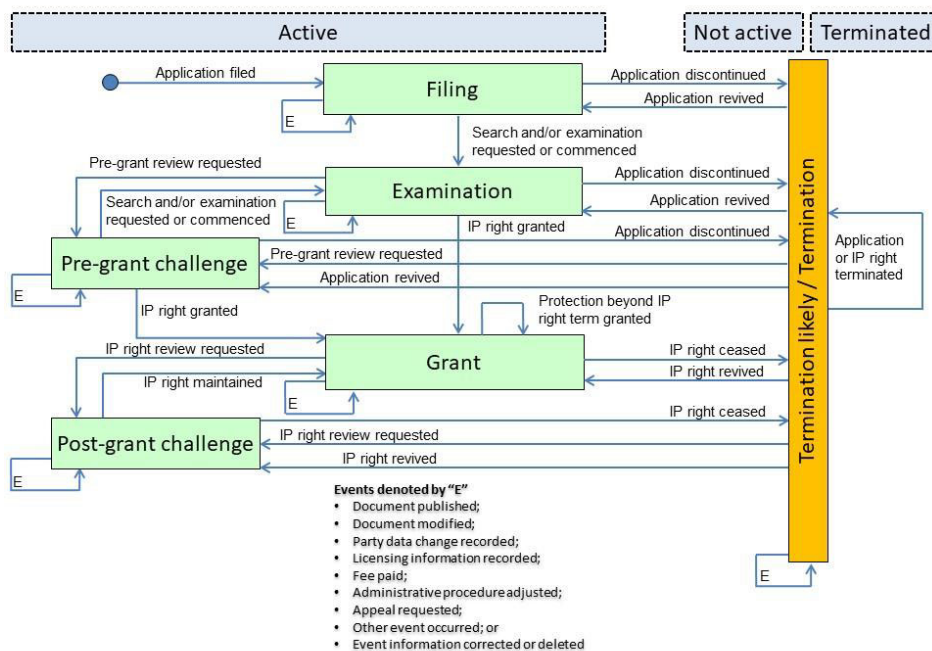 Active
Not active
Terminated
Application filed
Filing
Application discontinued
Application revived
E
Search and/or examination
requested or commenced
Pre-grant review requested
Examination
Application discontinued
Application revived
Search and/or examination
requested or commenced
E
IP right granted
Application discontinued
Application
or IP right
terminated
Pre-grant challenge
Pre-grant review requested
Application revived
E
IP right granted
Protection beyond IP
right term granted
Termination likely / Termination
IP right review requested
Grant
IP right ceased
IP right revived
IP right maintained
E
IP right ceased
Post-grant challenge
IP right review requested
IP right revived
E
Events denoted by “E”
• Document published;
• Document modified;
• Party data change recorded;
• Licensing information recorded;
• Fee paid;
• Administrative procedure adjusted;
• Appeal requested;
• Other event occurred; or
• Event information corrected or deleted
E